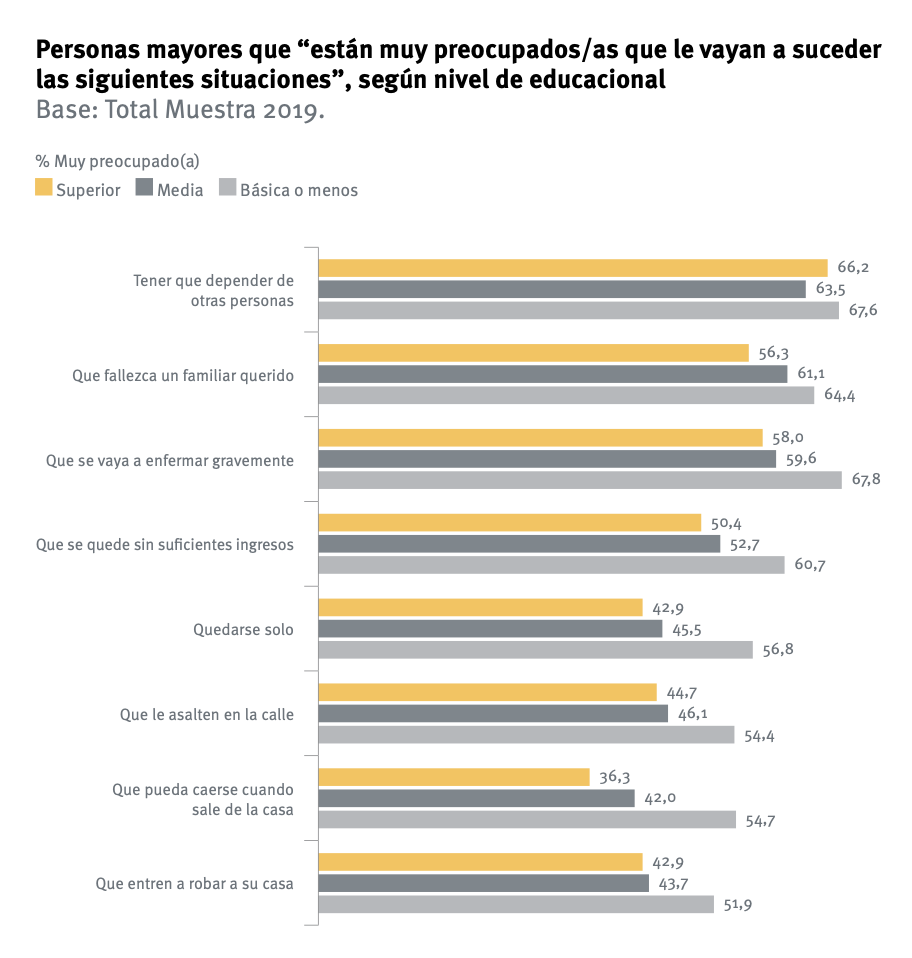 Personas mayores que “están muy preocupados/as que le vayan a suceder
las siguientes situaciones”, según nivel de educacional
Base: Total Muestra 2019.
% Muy preocupado(a)
Superior Media Básica o menos
Tener que depender de
otras personas
66,2
63,5
67,6
Que fallezca un familiar querido
56,3
61,1
64,4
Que se vaya a enfermar gravemente
58,0
59,6
67,8
Que se quede sin suficientes ingresos
50,4
52,7
60,7
Quedarse solo
42,9
45,5
56,8
Que le asalten en la calle
44,7
46,1
54,4
Que pueda caerse cuando
sale de la casa
36,3
42,0
54,7
Que entren a robar a su casa
42,9
43,7
51,9